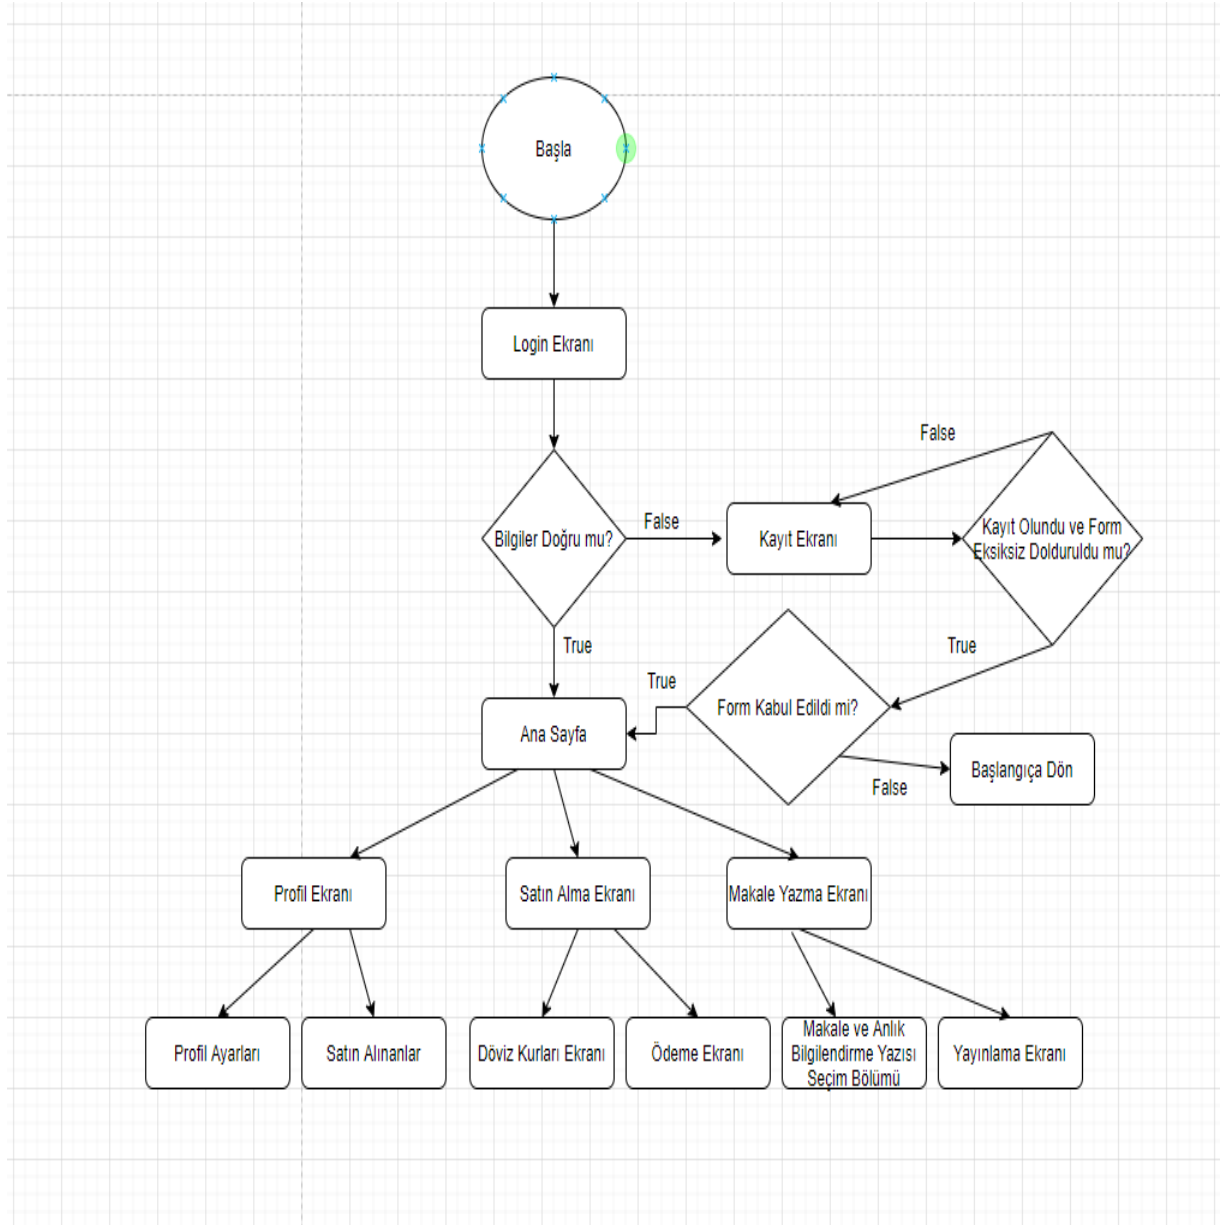 Başla
Login Ekranı
False
Bilgiler Doğru mu?
False
Kayıt Ekranı
Kayıt Olundu ve Form
Eksiksiz Dolduruldu mu?
True
True
True
Form Kabul Edildi mi?
Ana Sayfa
Başlangıça Dön
False
Profil Ekranı
Satın Alma Ekranı
Makale Yazma Ekranı
Profil Ayarları
Satın Alınanlar
Döviz Kurları Ekranı
Ödeme Ekranı
Makale ve Anlık
Bilgilendirme Yazısı
Seçim Bölümü
Yayınlama Ekranı